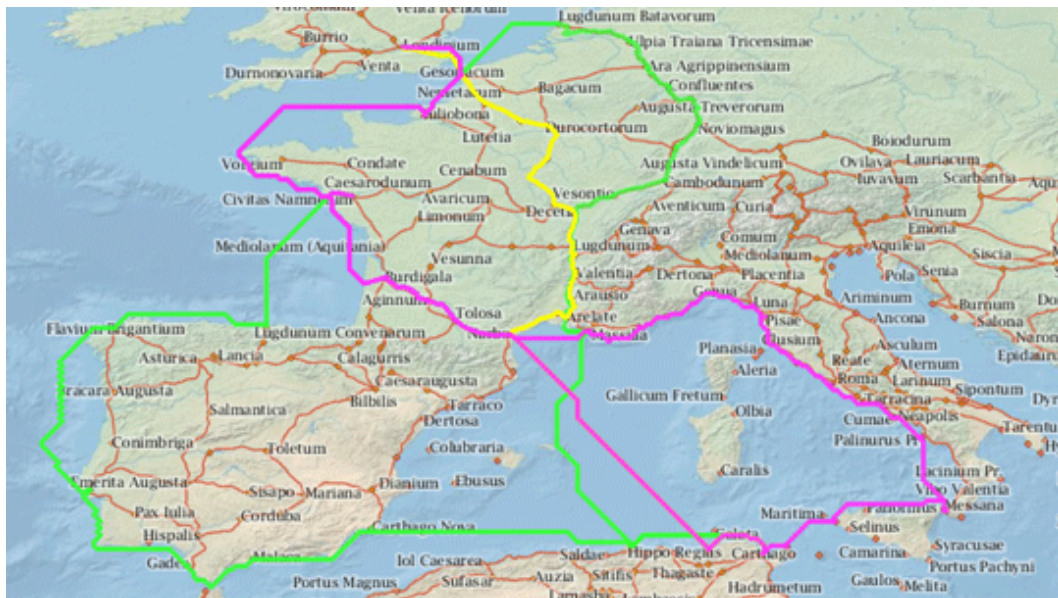 Venta Icenorum
Lugdunum Batavorum
Burrio
Londinium
Ulpia Traiana Tricensimae
Venta
Durnonovaria
Gesoriacum
Ara Agrippinensium
Nemetacum
Bagacum
Confluentes
Augusta Treverorum
Juliobona
Durocortorum
Lutetia
Noviomagus
Boiodurum
Vorgium
Condate
Cenabum
Augusta Vindelicum
Ovilava
Lauriacum
Caesarodunum
Cambodunum
Iuvavum
Scarbantia
Civitas Namnetum
Avaricum
Vesontio
Decetia
Limonum
Aventicum
Curia
Virunum
Genava
Emona
Mediolanum (Aquitania)
Lugdunum
Comum
Aquileia
Vesunna
Mediolanum
Siscia
Burdigala
Valentia
Dertona
Placentia
Pola
Senia
Aginnum
Arausio
Genua
Luna
Ariminum
Burnum
Tolosa
Arelate
Pisae
Ancona
Salona
Flavium Brigantium
Lugdunum Convenarum
Narbo
Massalia
Clusium
Asculum
Asturica
Lancia
Calagurris
Planasia
Reate
Aternum
Caesaraugusta
Aleria
Roma
Larinum
Bracara Augusta
Bilbilis
Gallicum Fretum
Tarracina
Sipontum
Salmantica
Tarraco
Olbia
Cumae
Neapolis
Dertosa
Conimbriga
Toletum
Colubraria
Palinurus Pr.
Caralis
Lacinium Pr.
Emerita Augusta
Sisapo
Mariana
Dianium
Ebusus
Vibo Valentia
Pax Iulia
Corduba
Maritima
Panormus
Messana
Hispalis
Carthago Nova
Galata
Selinus
Gades
Malaca
Iol Caesarea
Saldae
Hippo Regius
Carthago
Camarina
Syracusae
Portus Magnus
Sufasar
Auzia
Sitifis
Thagaste
Hadrumetum
Gaulos
Melita
Portus Pachyni